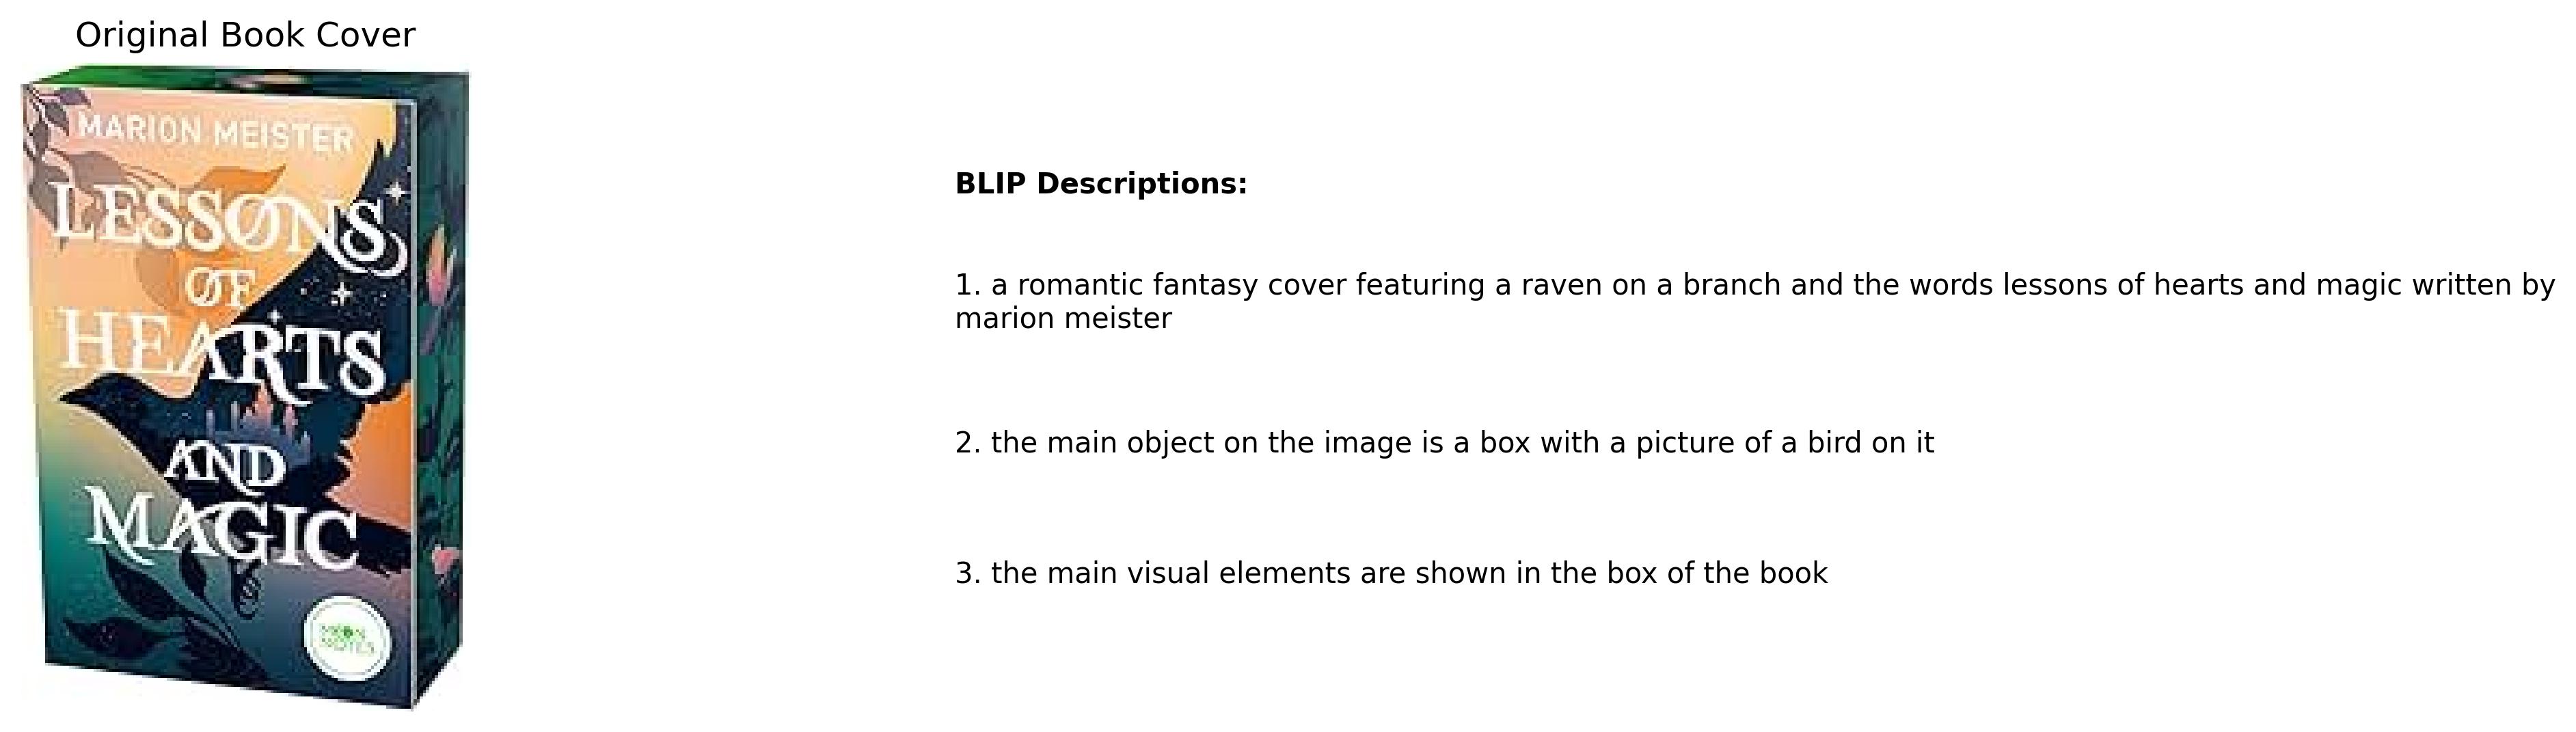 Original Book Cover
MARION MEISTER
LESSONS
OF
HEARTS
AND
MAGIC
BLIP Descriptions:
1. a romantic fantasy cover featuring a raven on a branch and the words lessons of hearts and magic written by
marion meister
2. the main object on the image is a box with a picture of a bird on it
3. the main visual elements are shown in the box of the book